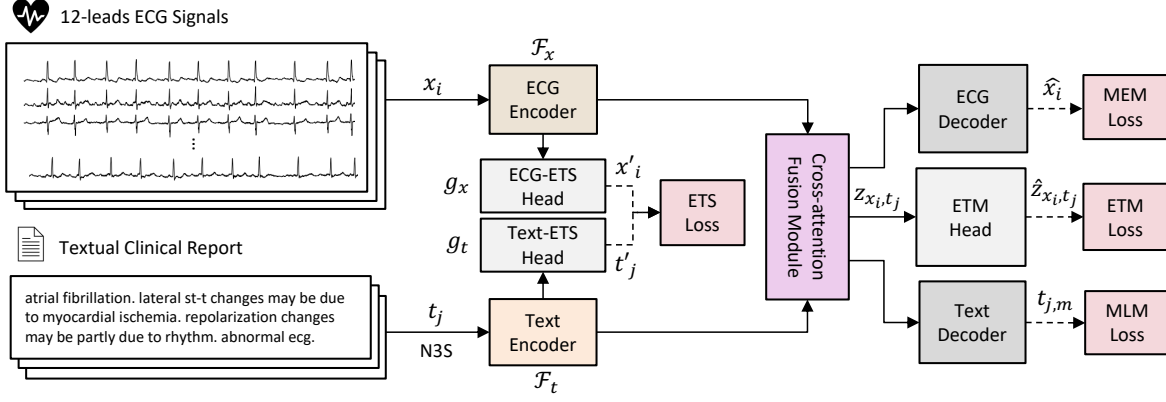 12-leads ECG Signals
⋮
Textual Clinical Report
atrial fibrillation. lateral st-t changes may be due
to myocardial ischemia. repolarization changes
may be partly due to rhythm. abnormal ecg.
x_i
t_j
N3S
ℱ_x
ECG
Encoder
g_x
ECG-ETS
Head
x'_i
g_t
Text-ETS
Head
t'_j
Text
Encoder
ℱ_t
ETS
Loss
Cross-attention
Fusion Module
z_{x_i,t_j}
ECG
Decoder
x̂_i
MEM
Loss
ETM
Head
ẑ_{x_i,t_j}
ETM
Loss
Text
Decoder
t_{j,m}
MLM
Loss